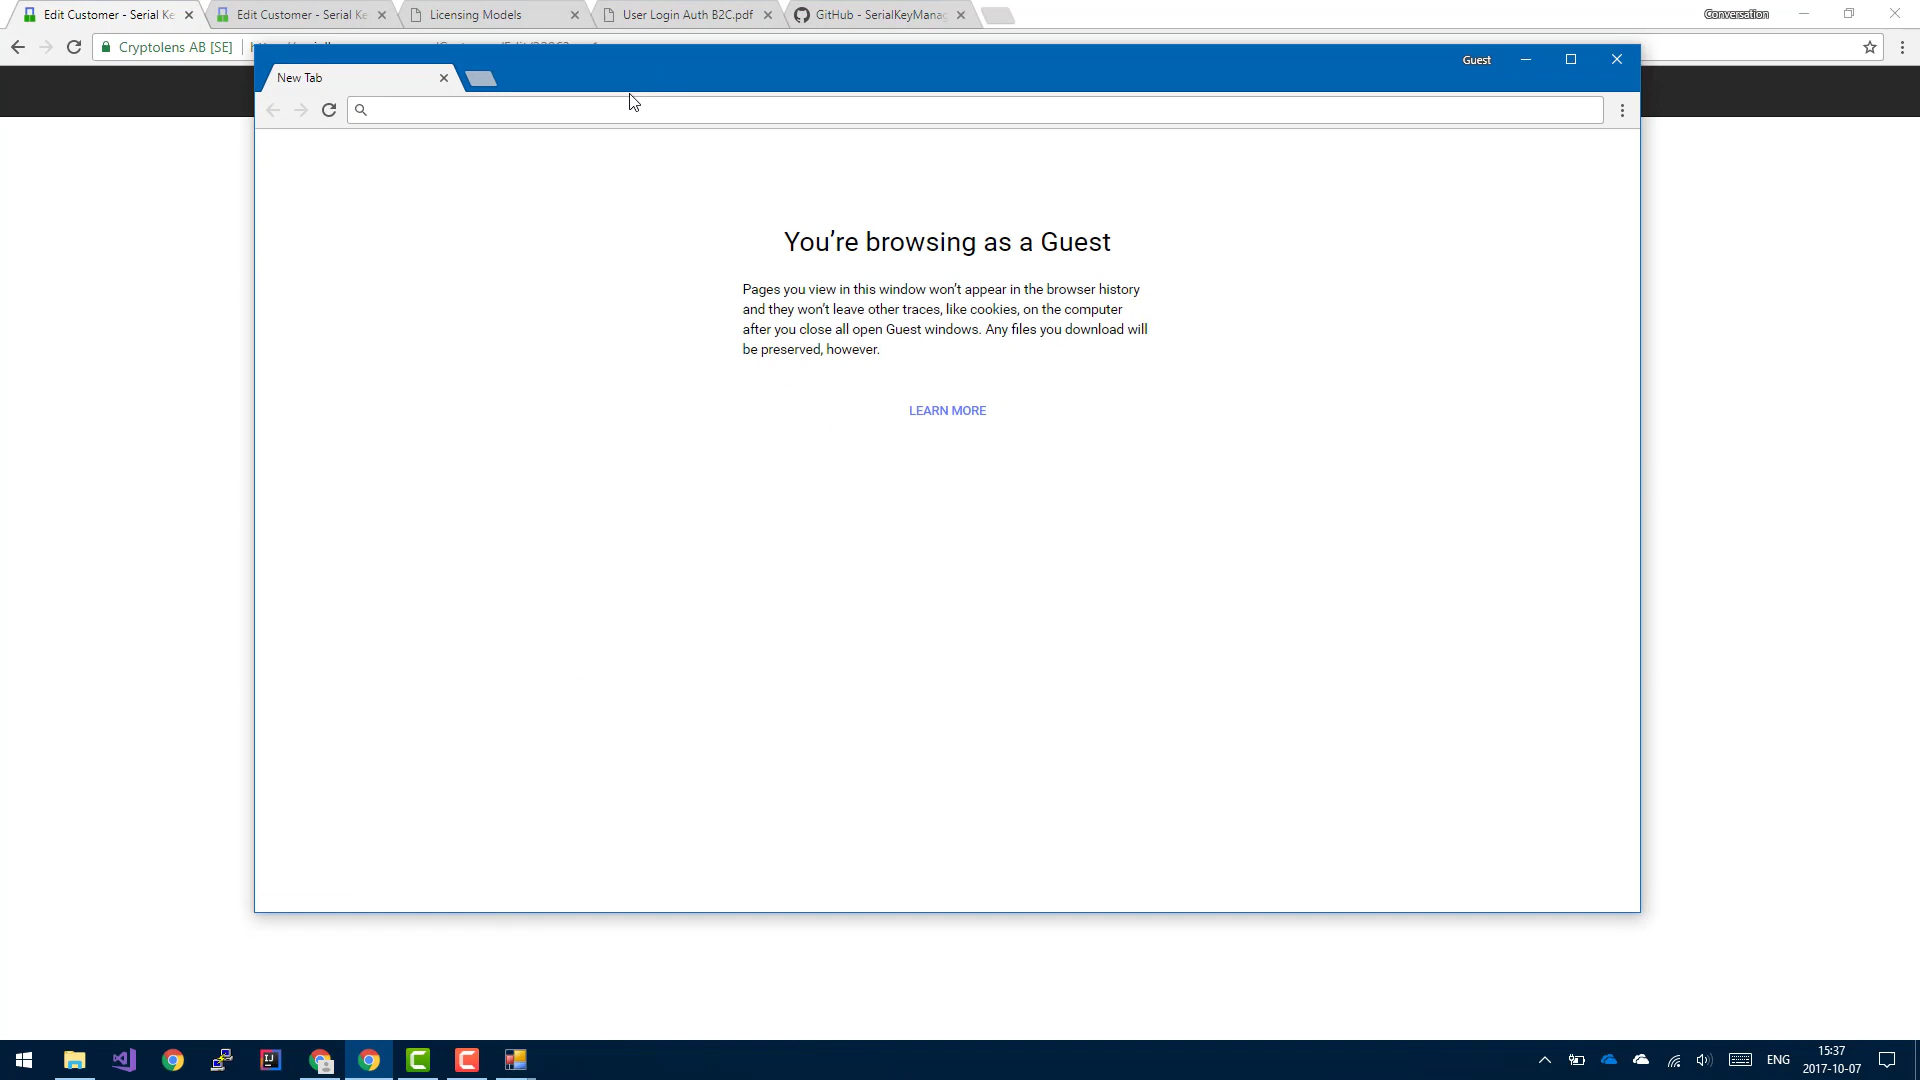 Edit Customer - Serial Ke
Edit Customer - Serial Ke
Licensing Models
User Login Auth B2C.pdf
GitHub - SerialKeyManag
Conversation
Cryptolens AB [SE]
New Tab
Guest
You’re browsing as a Guest
Pages you view in this window won’t appear in the browser history
and they won’t leave other traces, like cookies, on the computer
after you close all open Guest windows. Any files you download will
be preserved, however.
LEARN MORE
IJ
ENG
15:37
2017-10-07